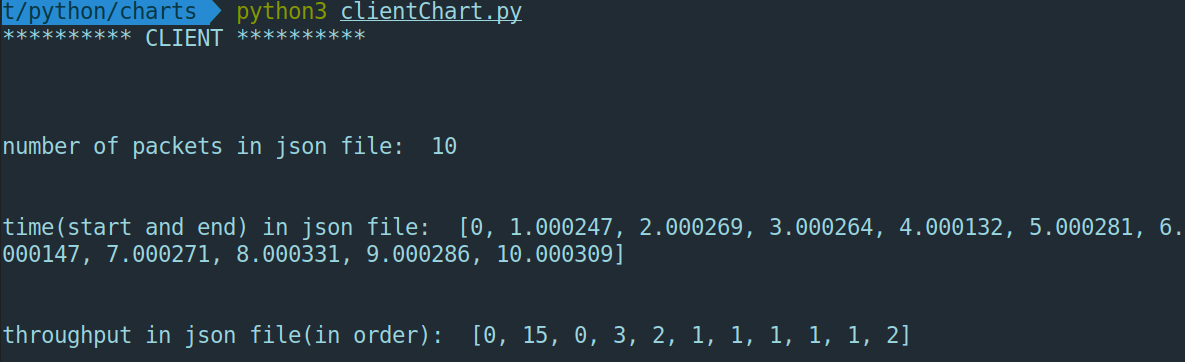 t/python/charts python3 clientChart.py
********** CLIENT **********
number of packets in json file:  10
time(start and end) in json file:  [0, 1.000247, 2.000269, 3.000264, 4.000132, 5.000281, 6.
000147, 7.000271, 8.000331, 9.000286, 10.000309]
throughput in json file(in order):  [0, 15, 0, 3, 2, 1, 1, 1, 1, 1, 2]